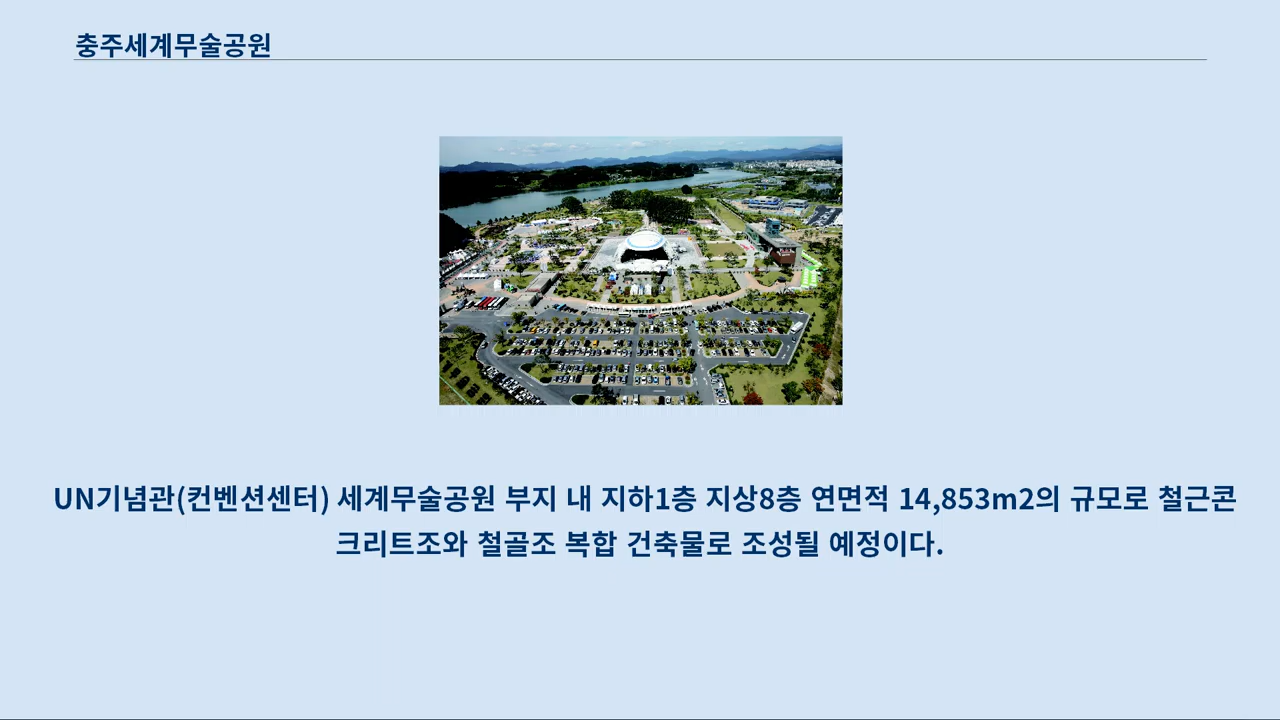 충주세계무술공원
UN기념관(컨벤션센터) 세계무술공원 부지 내 지하1층 지상8층 연면적 14,853m2의 규모로 철근콘
크리트조와 철골조 복합 건축물로 조성될 예정이다.